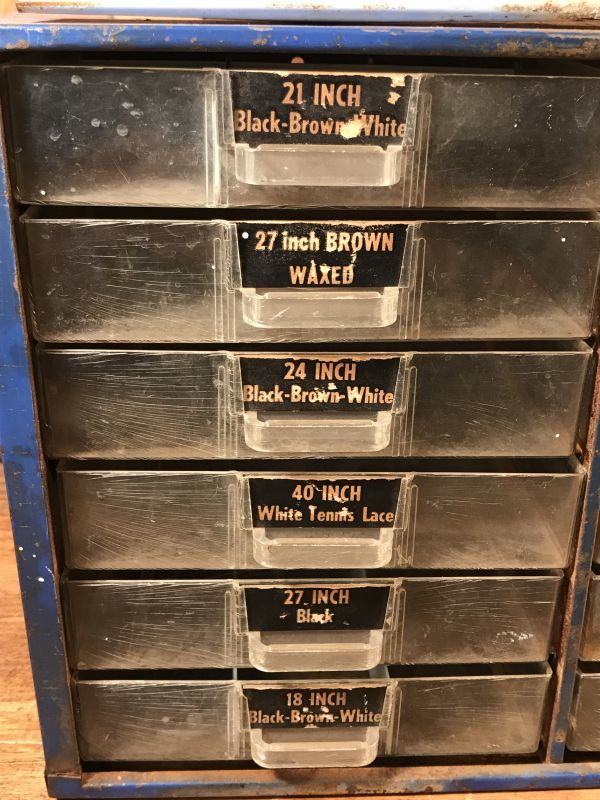 21 INCH
Black-Brown-White
27 inch BROWN
WAXED
24 INCH
Black-Brown-White
40 INCH
White Tennis Lace
27 INCH
Black
18 INCH
Black-Brown-White